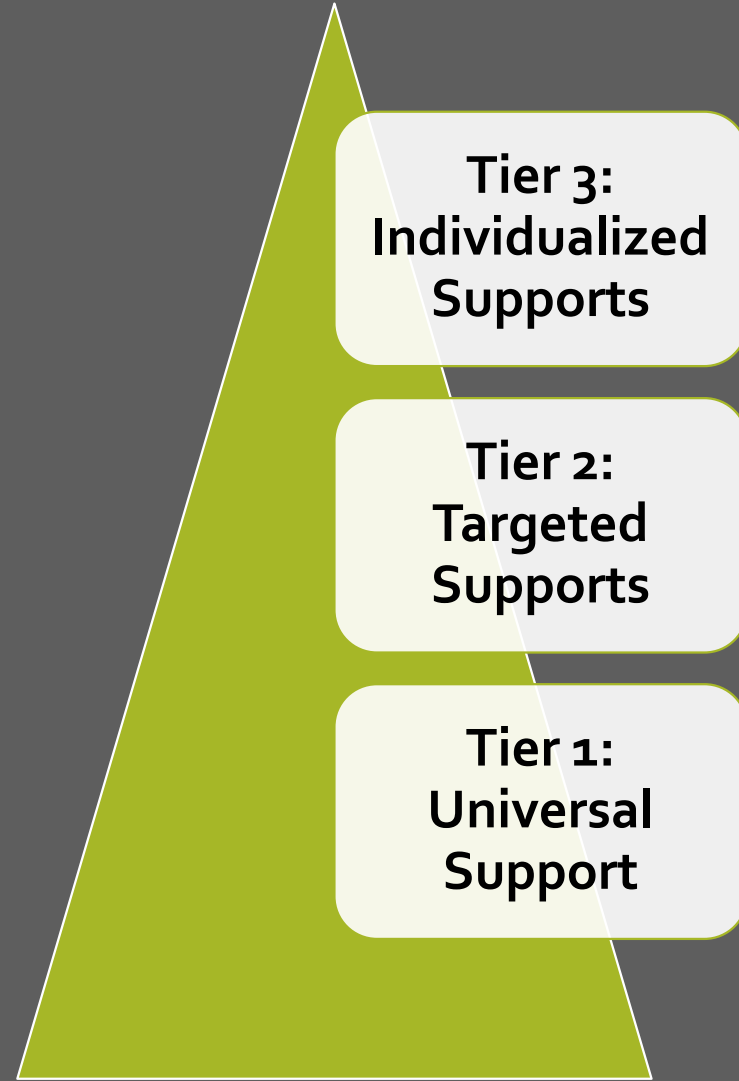 Tier 3:
Individualized
Supports
Tier 2:
Targeted
Supports
Tier 1:
Universal
Support